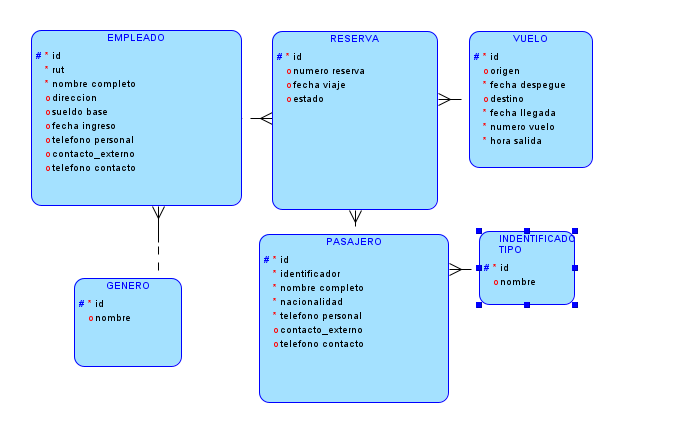 EMPLEADO
# * id
* rut
* nombre completo
o direccion
o sueldo base
o fecha ingreso
o telefono personal
o contacto_externo
o telefono contacto
RESERVA
# * id
o numero reserva
o fecha viaje
o estado
VUELO
# * id
o origen
* fecha despegue
o destino
* fecha llegada
* numero vuelo
* hora salida
GENERO
# * id
o nombre
PASAJERO
# * id
* identificador
* nombre completo
* nacionalidad
* telefono personal
o contacto_externo
o telefono contacto
INDENTIFICADO
TIPO
# * id
o nombre